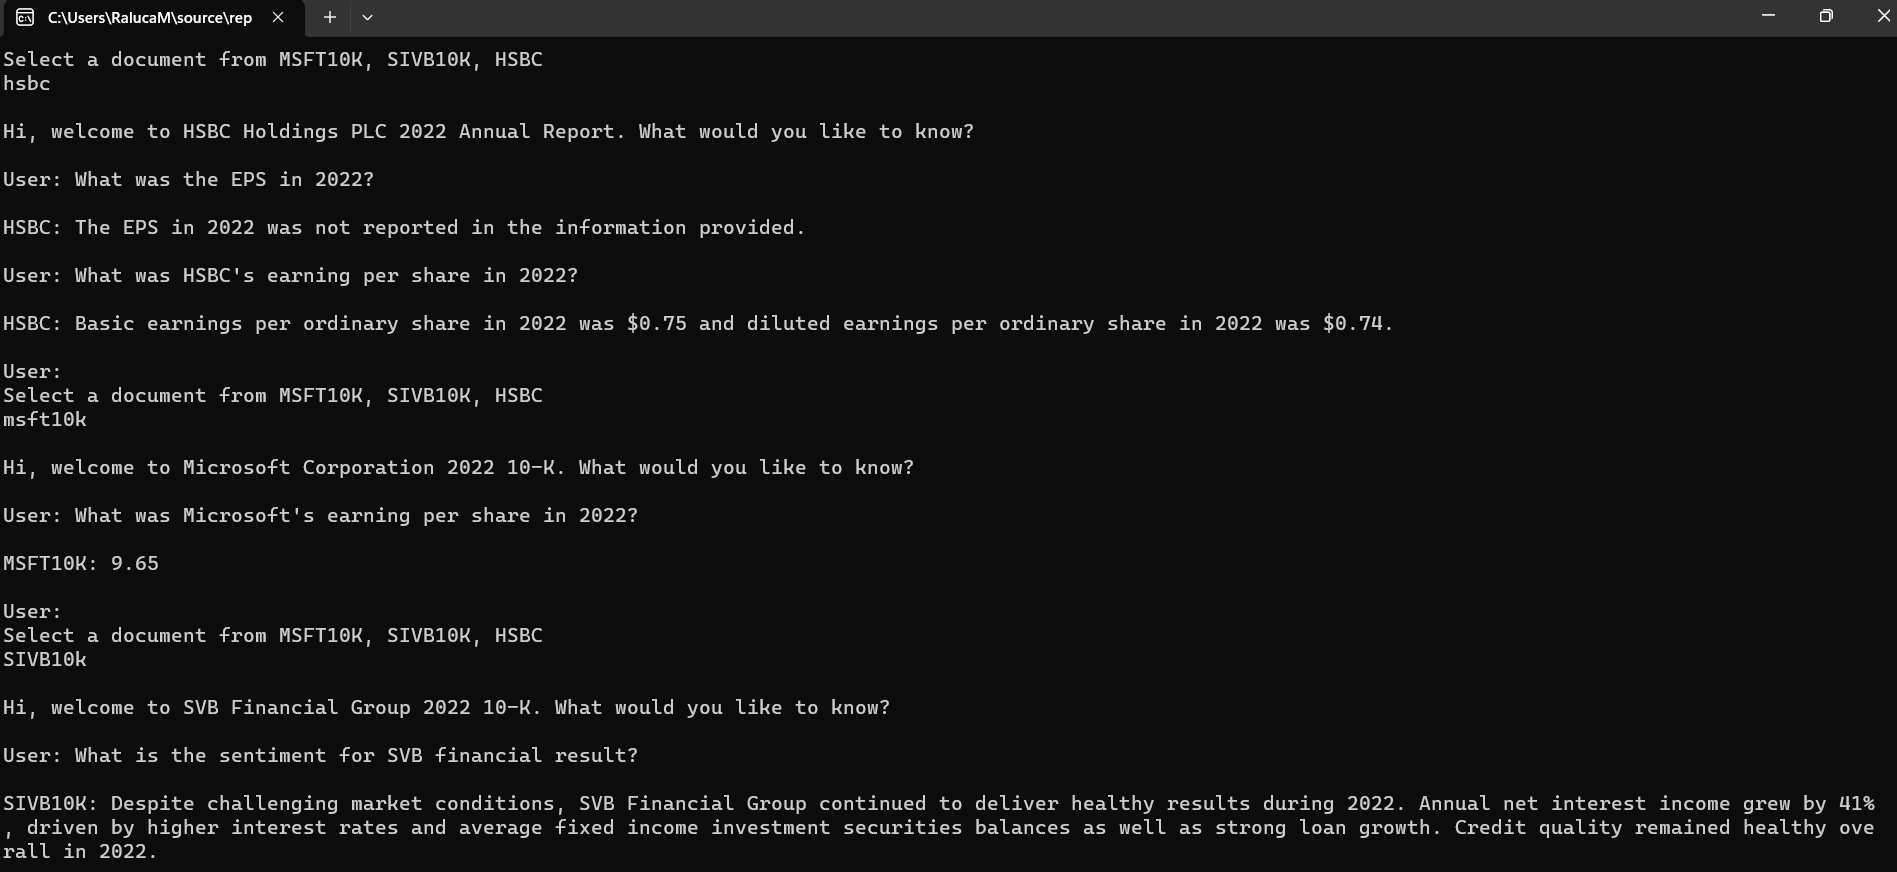 C:\Users\RalucaM\source\rep
Select a document from MSFT10K, SIVB10K, HSBC
hsbc
Hi, welcome to HSBC Holdings PLC 2022 Annual Report. What would you like to know?
User: What was the EPS in 2022?
HSBC: The EPS in 2022 was not reported in the information provided.
User: What was HSBC's earning per share in 2022?
HSBC: Basic earnings per ordinary share in 2022 was $0.75 and diluted earnings per ordinary share in 2022 was $0.74.
User:
Select a document from MSFT10K, SIVB10K, HSBC
msft10k
Hi, welcome to Microsoft Corporation 2022 10-K. What would you like to know?
User: What was Microsoft's earning per share in 2022?
MSFT10K: 9.65
User:
Select a document from MSFT10K, SIVB10K, HSBC
SIVB10k
Hi, welcome to SVB Financial Group 2022 10-K. What would you like to know?
User: What is the sentiment for SVB financial result?
SIVB10K: Despite challenging market conditions, SVB Financial Group continued to deliver healthy results during 2022. Annual net interest income grew by 41%
, driven by higher interest rates and average fixed income investment securities balances as well as strong loan growth. Credit quality remained healthy ove
rall in 2022.